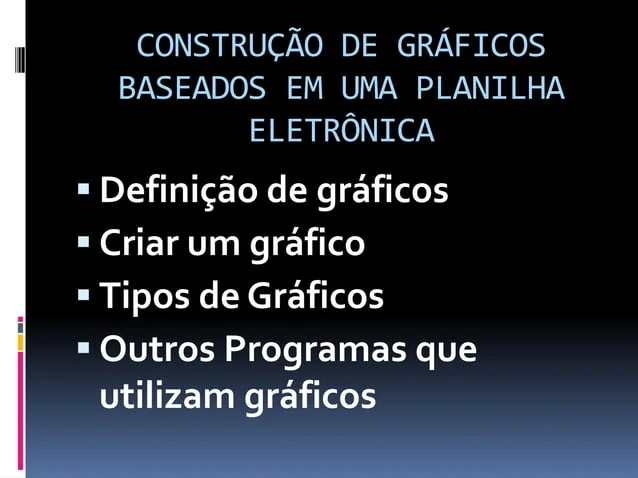 CONSTRUÇÃO DE GRÁFICOS
BASEADOS EM UMA PLANILHA
ELETRÔNICA
▪ Definição de gráficos
▪ Criar um gráfico
▪ Tipos de Gráficos
▪ Outros Programas que
utilizam gráficos